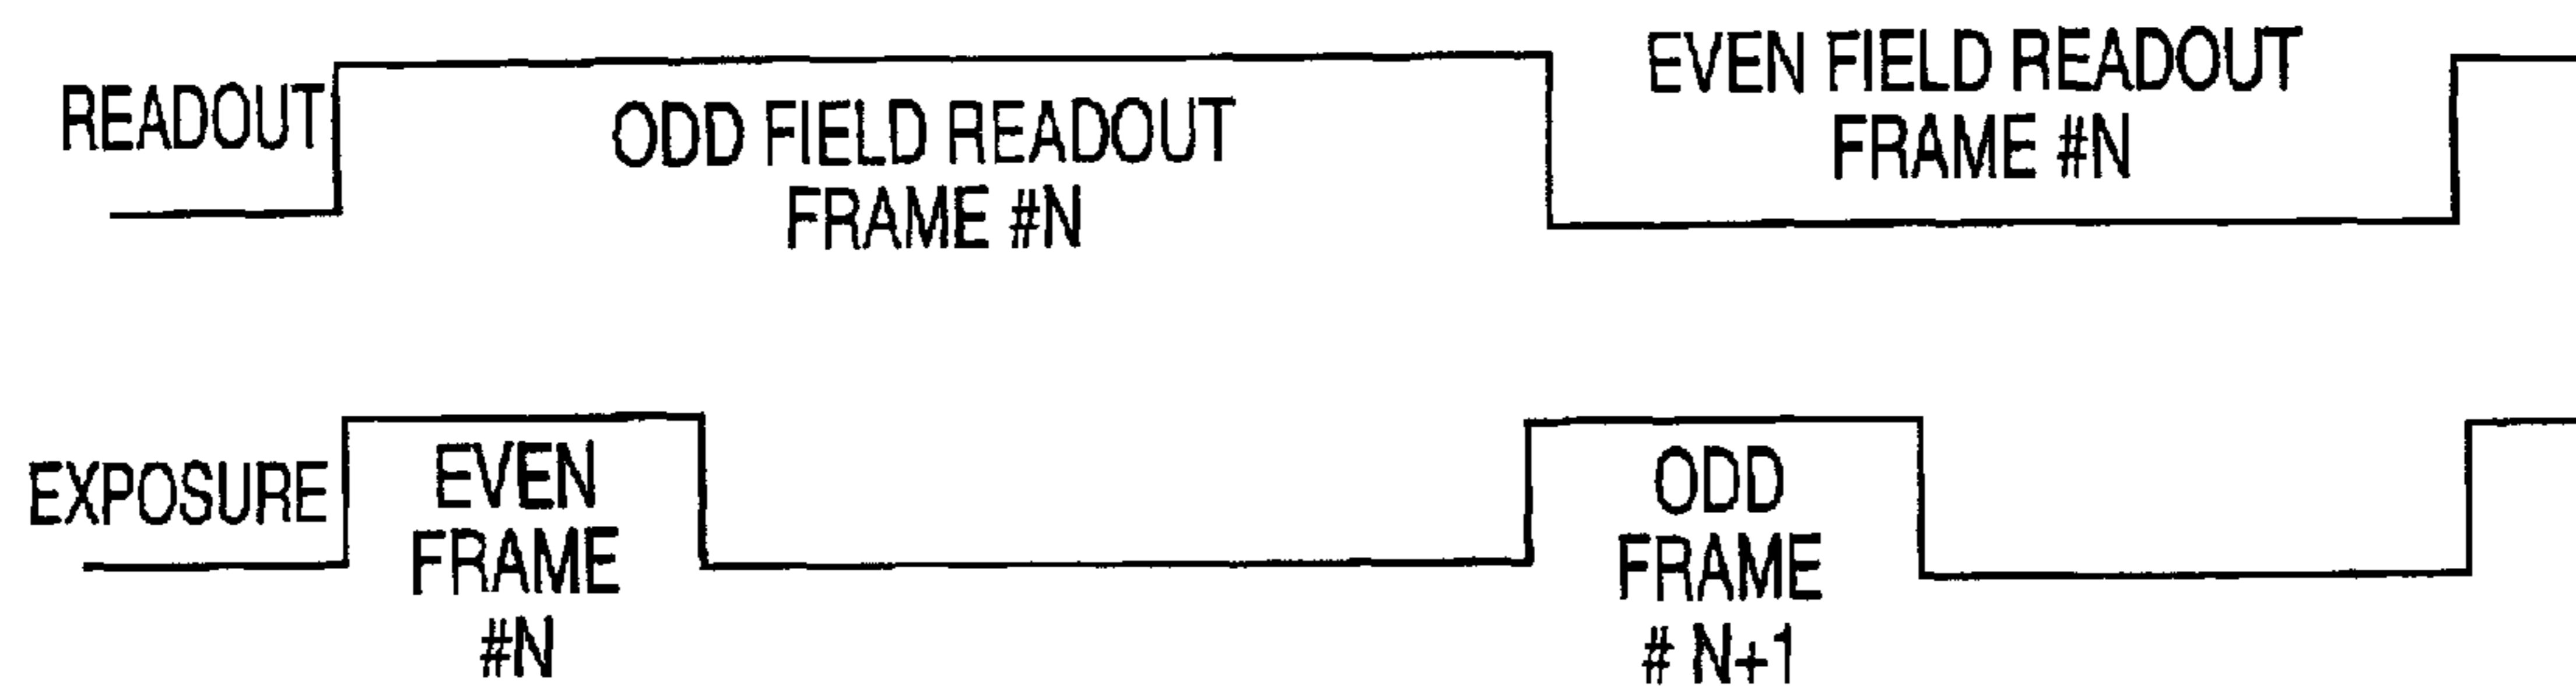 READOUT
ODD FIELD READOUT
FRAME #N
EVEN FIELD READOUT
FRAME #N
EXPOSURE
EVEN
FRAME
#N
ODD
FRAME
# N+1